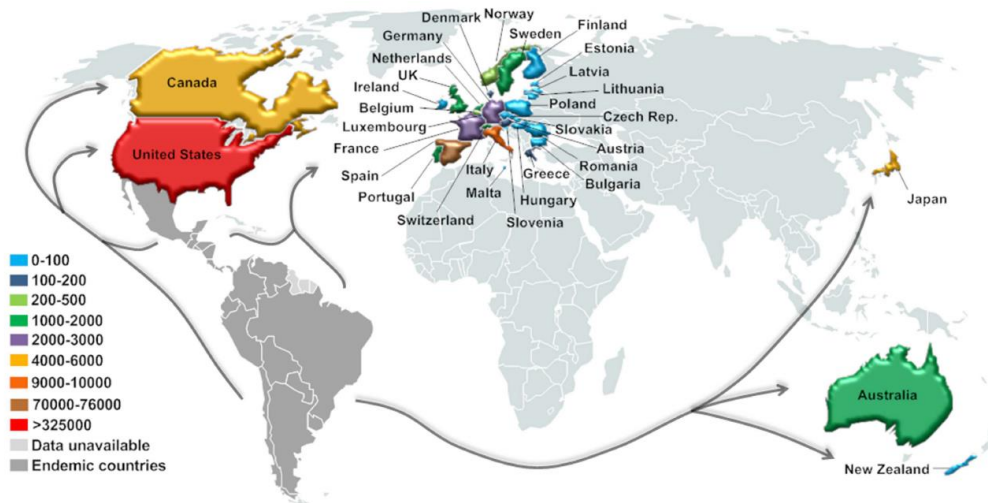 Denmark
Norway
Germany
Sweden
Finland
Netherlands
Estonia
UK
Latvia
Ireland
Lithuania
Belgium
Poland
Czech Rep.
Luxembourg
Slovakia
France
Austria
Spain
Italy
Greece
Romania
Portugal
Malta
Bulgaria
Switzerland
Hungary
Slovenia
Canada
United States
Japan
Australia
New Zealand
0-100
100-200
200-500
1000-2000
2000-3000
4000-6000
9000-10000
70000-76000
>325000
Data unavailable
Endemic countries